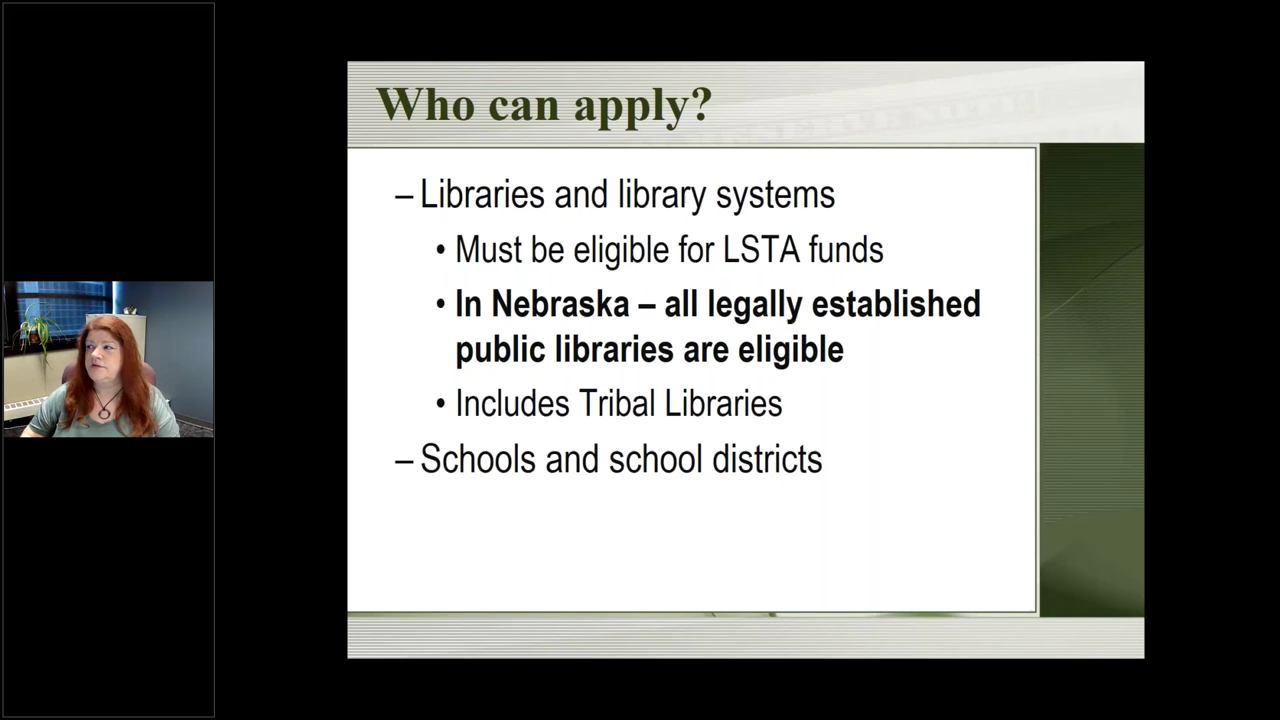 Who can apply?
– Libraries and library systems
• Must be eligible for LSTA funds
• In Nebraska – all legally established
public libraries are eligible
• Includes Tribal Libraries
– Schools and school districts